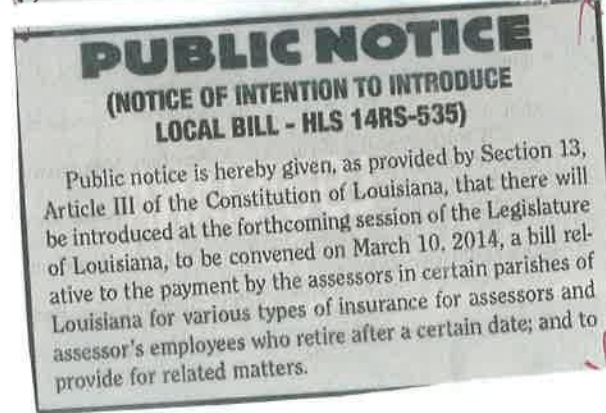 PUBLIC NOTICE
(NOTICE OF INTENTION TO INTRODUCE
LOCAL BILL - HLS 14RS-535)
Public notice is hereby given, as provided by Section 13,
Article III of the Constitution of Louisiana, that there will
be introduced at the forthcoming session of the Legislature
of Louisiana, to be convened on March 10, 2014, a bill rel-
ative to the payment by the assessors in certain parishes of
Louisiana for various types of insurance for assessors and
assessor's employees who retire after a certain date; and to
provide for related matters.